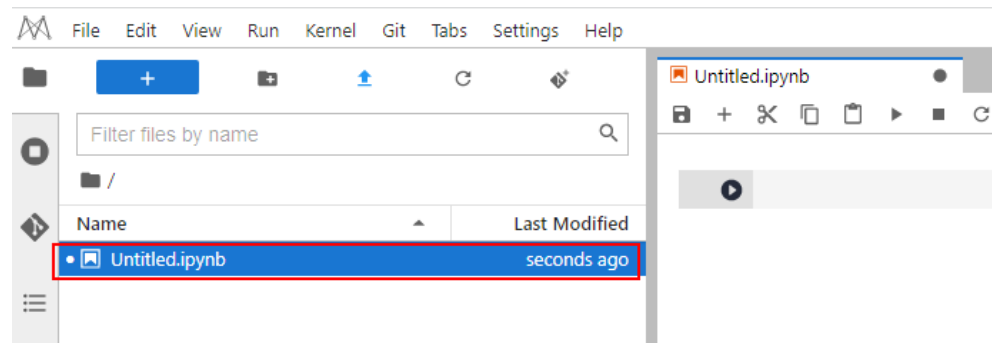 File Edit View Run Kernel Git Tabs Settings Help
Untitled.ipynb
Filter files by name
/
Name Last Modified
Untitled.ipynb seconds ago